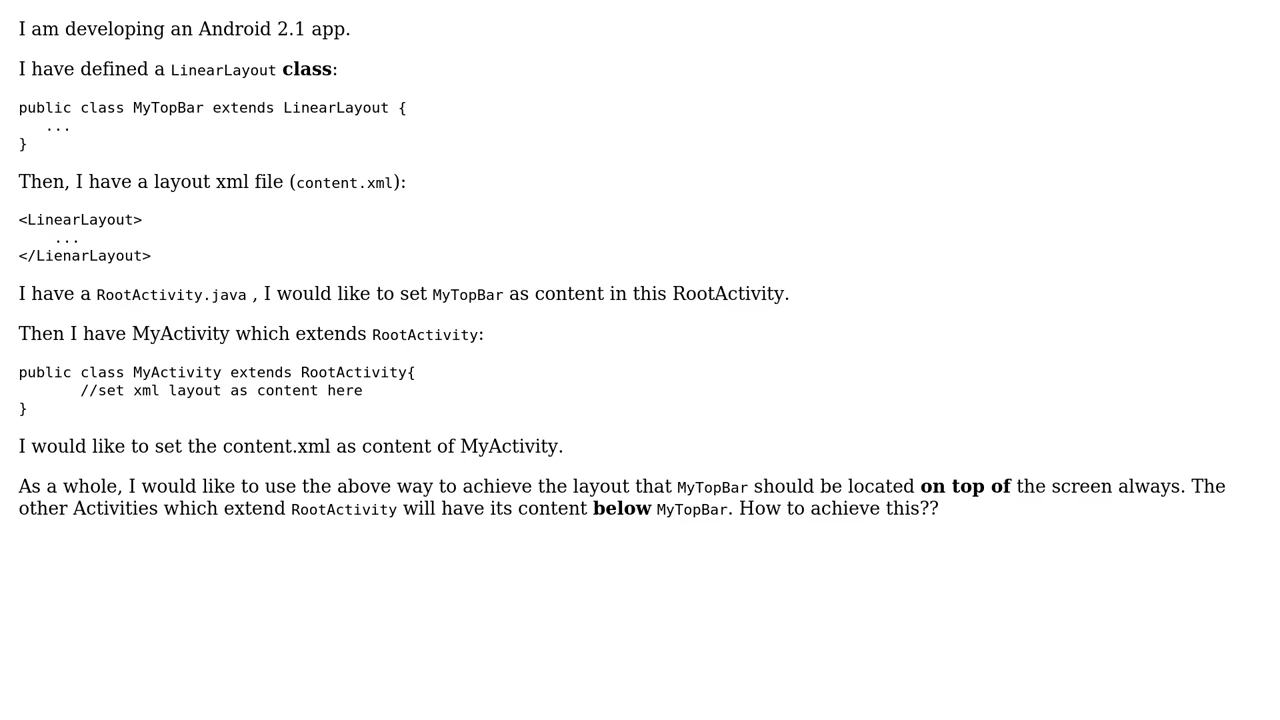 I am developing an Android 2.1 app.
I have defined a LinearLayout class:
public class MyTopBar extends LinearLayout {
   ...
}
Then, I have a layout xml file (content.xml):
<LinearLayout>
    ...
</LienarLayout>
I have a RootActivity.java , I would like to set MyTopBar as content in this RootActivity.
Then I have MyActivity which extends RootActivity:
public class MyActivity extends RootActivity{
       //set xml layout as content here
}
I would like to set the content.xml as content of MyActivity.
As a whole, I would like to use the above way to achieve the layout that MyTopBar should be located on top of the screen always. The
other Activities which extend RootActivity will have its content below MyTopBar. How to achieve this??